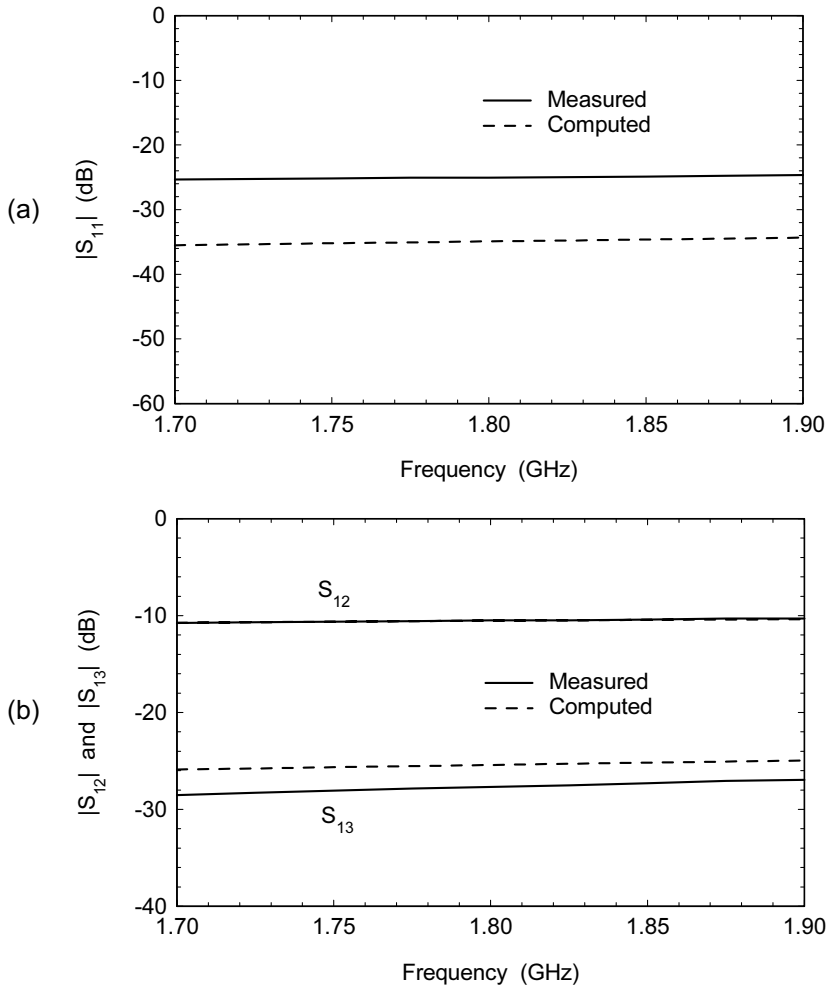 (a)
|S11| (dB)
0
-10
-20
-30
-40
-50
-60
Measured
Computed
1.70
1.75
1.80
1.85
1.90
Frequency (GHz)
(b)
|S12| and |S13| (dB)
0
-10
-20
-30
-40
S12
Measured
Computed
S13
1.70
1.75
1.80
1.85
1.90
Frequency (GHz)